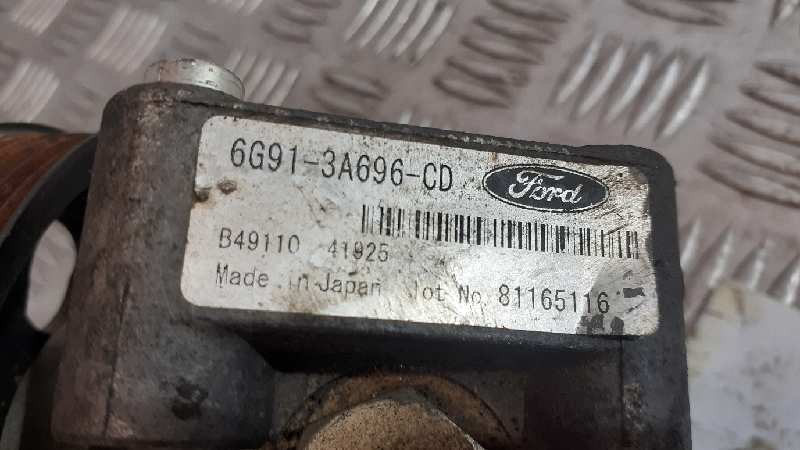 6G91-3A696-CD Ford
B49110 41925
Made in Japan Lot No 81165116